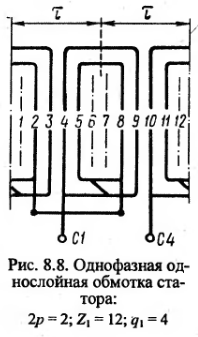 τ τ
1 2 3 4 5 6 7 8 9 10 11 12
C1 C4
Рис. 8.8. Однофазная од-
нослойная обмотка ста-
тора:
2p = 2; Z₁ = 12; q₁ = 4